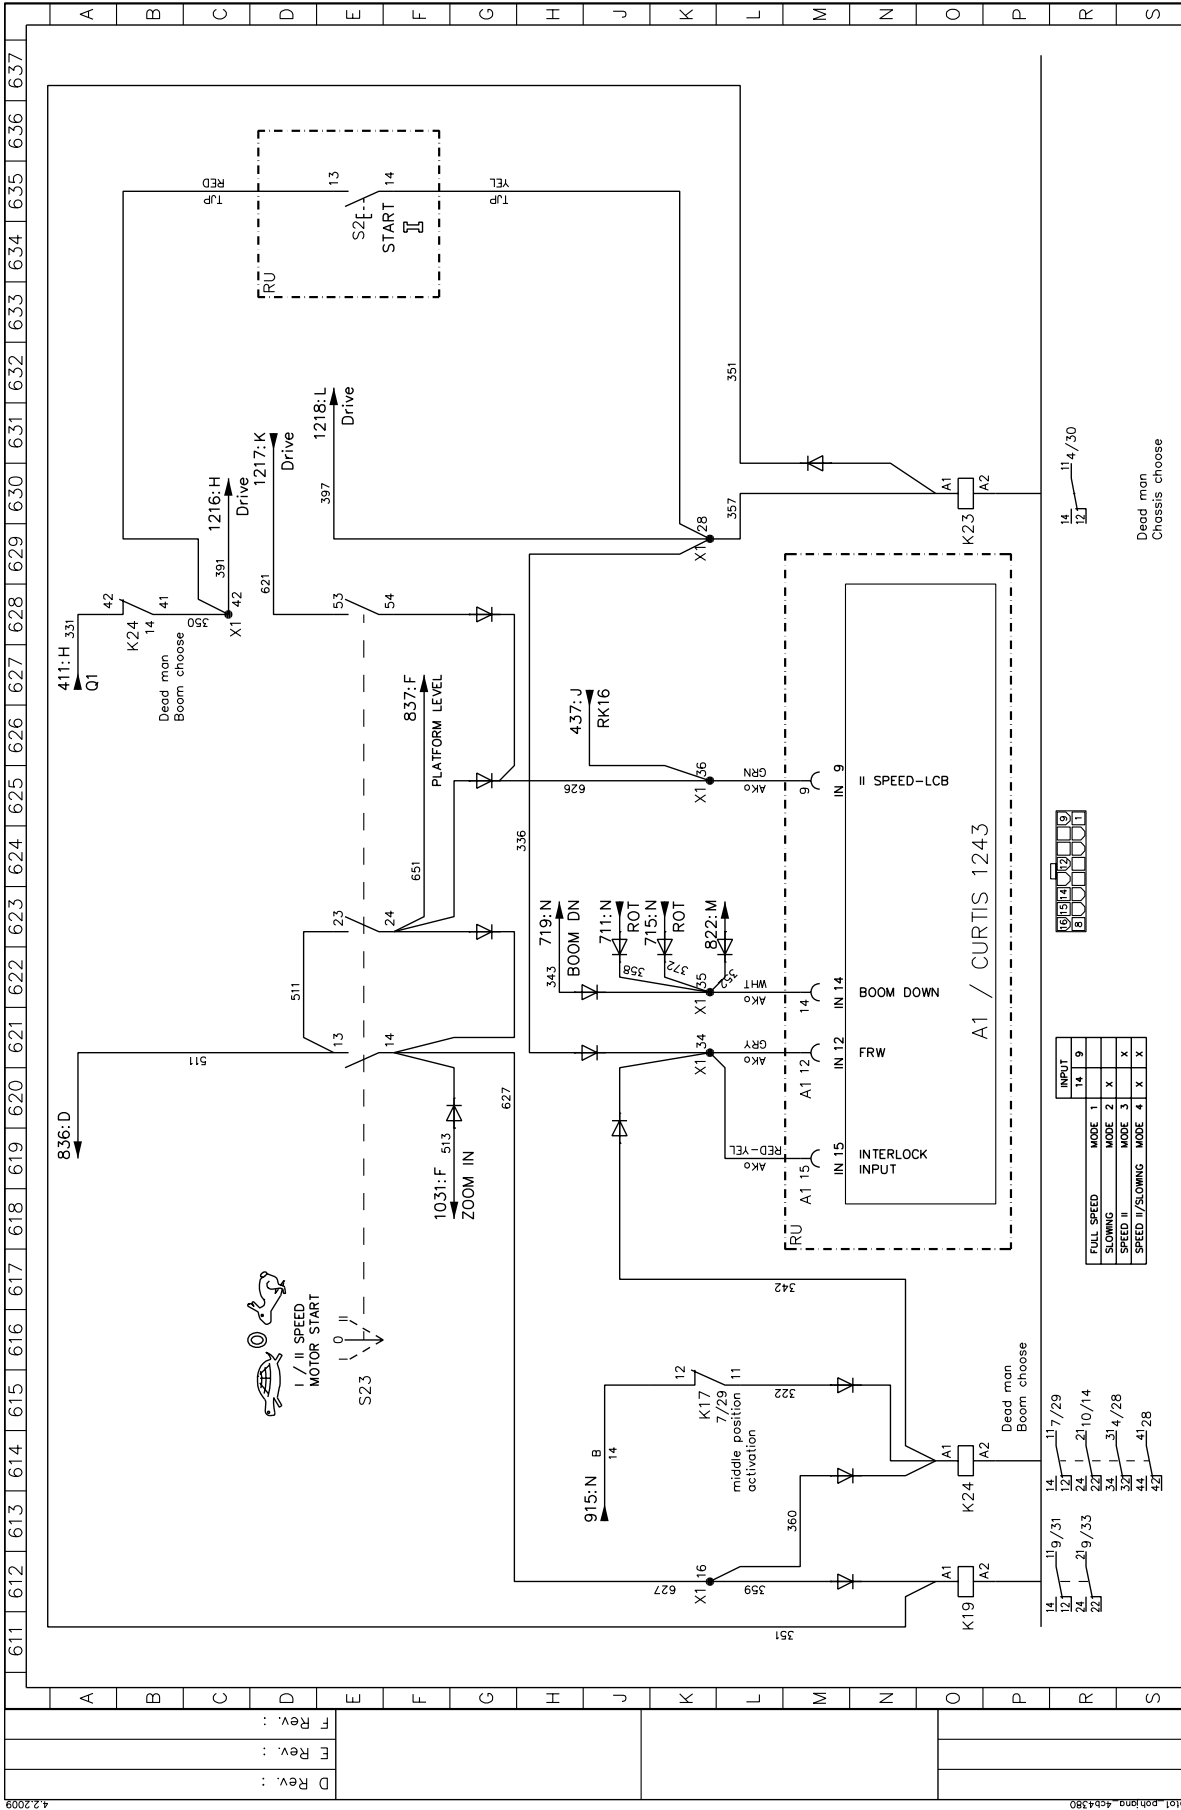 A B C D E F G H J K L M N O P R S
637 636 635 634 633 632 631 630 629 628 627 626 625 624 623 622 621 620 619 618 617 616 615 614 613 612 611
TJP
RED
13
S2
START
14
I
RU
TJP
YEL
351
1218:L
Drive
397
1217:K
Drive
621
1216:H
Drive
391
X1 42
350
411:H
331
Q1
K24
14
42
41
Dead man
Boom choose
53
54
X1 28
357
A1
K23
A2
11 4/30
14
12
Dead man
Chassis choose
837:F
PLATFORM LEVEL
651
437:J
RK16
626
X1 36
AKo
GRN
9
IN 9
II SPEED-LCB
336
23
24
511
719:N
BOOM DN
343
711:N
ROT
358
715:N
ROT
372
822:M
X1 35
AKo
WHT
14
IN 14
BOOM DOWN
A1 / CURTIS 1243
16 15 14 12 9
8 1
836:D
511
13
14
1031:F
ZOOM IN
513
627
X1 34
AKo
GRY
A1 12
IN 12
FRW
AKo
RED-YEL
A1 15
IN 15
INTERLOCK
INPUT
RU
INPUT
14 9
FULL SPEED MODE 1
SLOWING MODE 2 X
SPEED II MODE 3 X
SPEED II/SLOWING MODE 4 X X
I / II SPEED
MOTOR START
I 0 II
S23
342
915:N
B
14
K17
7/29
12
11
middle position
activation
322
360
A1
K24
A2
Dead man
Boom choose
11 7/29
14
12
21 10/14
24
22
31 4/28
34
32
41 28
44
42
627
X1 16
359
351
A1
K19
A2
11 9/31
14
12
21 9/33
24
22
A B C D E F G H J K L M N O P R S
F Rev. :
E Rev. :
D Rev. :
4.2.2009